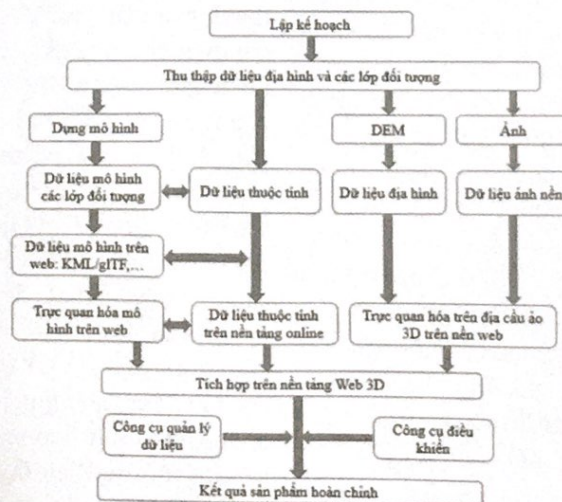 Lập kế hoạch
Thu thập dữ liệu địa hình và các lớp đối tượng
Dựng mô hình
DEM
Ảnh
Dữ liệu mô hình
các lớp đối tượng
Dữ liệu thuộc tính
Dữ liệu địa hình
Dữ liệu ảnh nền
Dữ liệu mô hình trên
web: KML/glTF,...
Trực quan hóa mô
hình trên web
Dữ liệu thuộc tính
trên nền tảng online
Trực quan hóa trên địa cầu ảo
3D trên nền web
Tích hợp trên nền tảng Web 3D
Công cụ quản lý
dữ liệu
Công cụ điều
khiển
Kết quả sản phẩm hoàn chỉnh